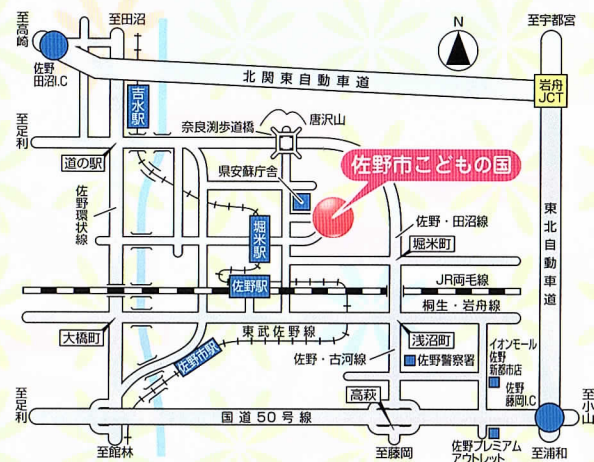 至高崎
至田沼
N
至宇都宮
佐野
田沼I.C
北関東自動車道
岩舟
JCT
吉水駅
至足利
奈良渕歩道橋
唐沢山
道の駅
県安蘇庁舎
佐野市こどもの国
佐野環状線
堀米駅
佐野・田沼線
堀米町
東北自動車道
佐野駅
JR両毛線
桐生・岩舟線
大橋町
東武佐野線
浅沼町
佐野市駅
佐野・古河線
佐野警察署
イオンモール
佐野
新都市店
高萩
佐野
藤岡I.C
至足利
国道50号線
至小山
至館林
至藤岡
佐野プレミアム
アウトレット
至浦和